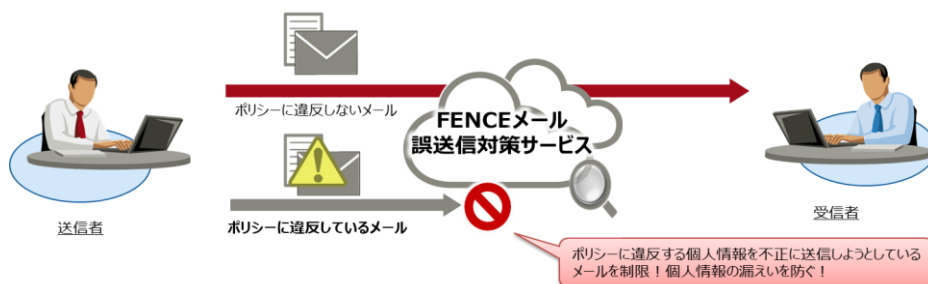 ポリシーに違反しないメール
FENCEメール
誤送信対策サービス
送信者
ポリシーに違反しているメール
受信者
ポリシーに違反する個人情報を不正に送信しようとしている
メールを制限！個人情報の漏えいを防ぐ！